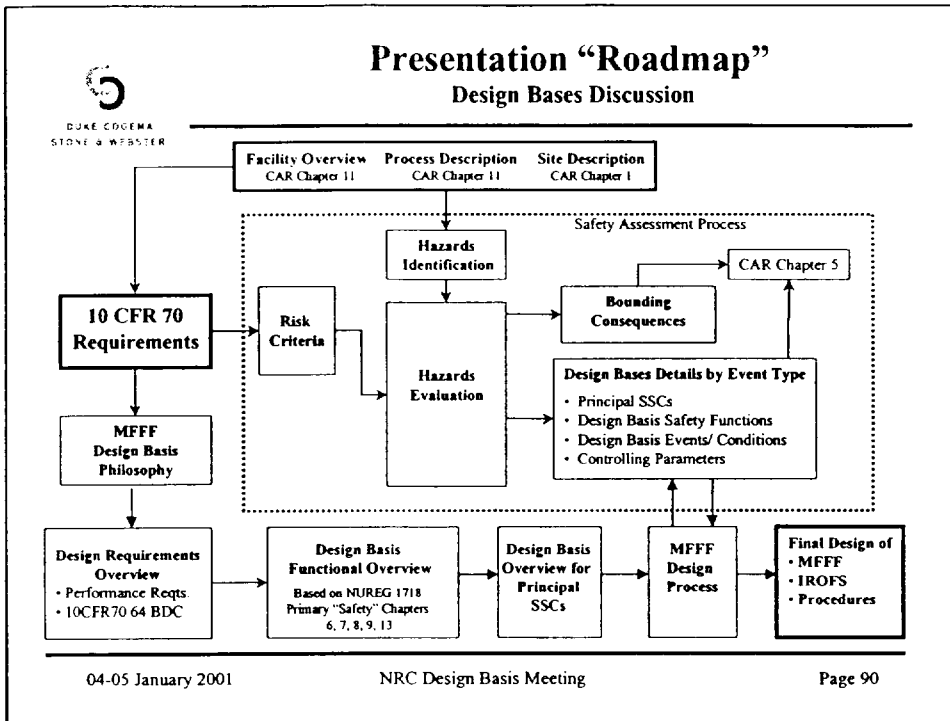 Presentation “Roadmap”
Design Bases Discussion
DUKE COGEMA
STONE & WEBSTER
Facility Overview Process Description Site Description
CAR Chapter 11 CAR Chapter 11 CAR Chapter 1
Safety Assessment Process
Hazards
Identification
CAR Chapter 5
10 CFR 70
Requirements
Risk
Criteria
Bounding
Consequences
Hazards
Evaluation
Design Bases Details by Event Type
• Principal SSCs
• Design Basis Safety Functions
• Design Basis Events/ Conditions
• Controlling Parameters
MFFF
Design Basis
Philosophy
Design Requirements
Overview
• Performance Reqts.
• 10CFR70 64 BDC
Design Basis
Functional Overview
Based on NUREG 1718
Primary “Safety” Chapters
6, 7, 8, 9, 13
Design Basis
Overview for
Principal
SSCs
MFFF
Design
Process
Final Design of
• MFFF
• IROFS
• Procedures
04-05 January 2001 NRC Design Basis Meeting Page 90